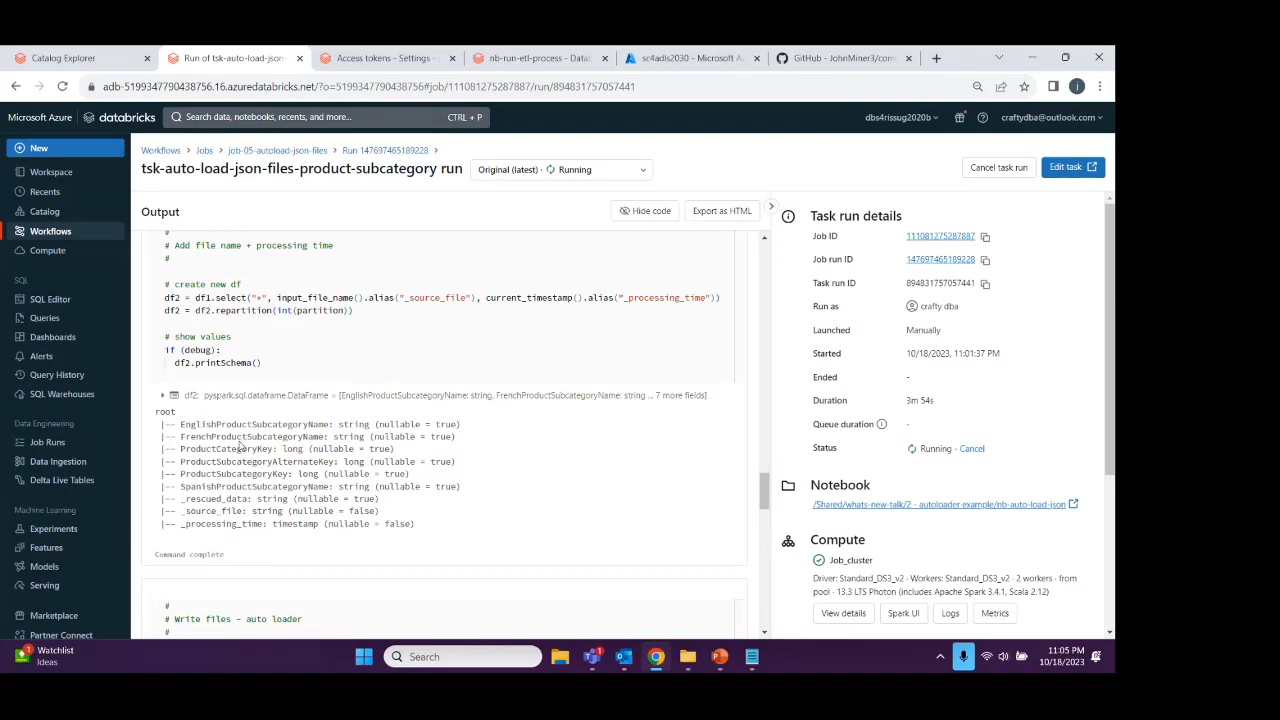 Catalog Explorer
Run of tsk-auto-load-json-
Access tokens - Settings -
nb-run-etl-process - Datab
sc4adls2030 - Microsoft A
GitHub - JohnMiner3/com
adb-5199347790438756.16.azuredatabricks.net/?o=5199347790438756#job/111081275287887/run/894831757057441
Microsoft Azure
databricks
Search data, notebooks, recents, and more...
CTRL + P
dbs4rissug2020b
craftydba@outlook.com
New
Workspace
Recents
Catalog
Workflows
Compute
SQL
SQL Editor
Queries
Dashboards
Alerts
Query History
SQL Warehouses
Data Engineering
Job Runs
Data Ingestion
Delta Live Tables
Machine Learning
Experiments
Features
Models
Serving
Marketplace
Partner Connect
Workflows
Jobs
job-05-autoload-json-files
Run 147697465189228
tsk-auto-load-json-files-product-subcategory run
Original (latest) · Running
Cancel task run
Edit task
Output
Hide code
Export as HTML
#
# Add file name + processing time
#
# create new df
df2 = df1.select("*", input_file_name().alias("_source_file"), current_timestamp().alias("_processing_time"))
df2 = df2.repartition(int(partition))
# show values
if (debug):
df2.printSchema()
df2: pyspark.sql.dataframe.DataFrame = [EnglishProductSubcategoryName: string, FrenchProductSubcategoryName: string ... 7 more fields]
root
|-- EnglishProductSubcategoryName: string (nullable = true)
|-- FrenchProductSubcategoryName: string (nullable = true)
|-- ProductCategoryKey: long (nullable = true)
|-- ProductSubcategoryAlternateKey: long (nullable = true)
|-- ProductSubcategoryKey: long (nullable = true)
|-- SpanishProductSubcategoryName: string (nullable = true)
|-- _rescued_data: string (nullable = true)
|-- _source_file: string (nullable = false)
|-- _processing_time: timestamp (nullable = false)
Command complete
#
# Write files - auto loader
#
Task run details
Job ID
111081275287887
Job run ID
147697465189228
Task run ID
894831757057441
Run as
crafty dba
Launched
Manually
Started
10/18/2023, 11:01:37 PM
Ended
-
Duration
3m 54s
Queue duration
-
Status
Running - Cancel
Notebook
/Shared/whats-new-talk/2 - autoloader example/nb-auto-load-json
Compute
Job_cluster
Driver: Standard_DS3_v2 · Workers: Standard_DS3_v2 · 2 workers · from
pool · 13.3 LTS Photon (includes Apache Spark 3.4.1, Scala 2.12)
View details
Spark UI
Logs
Metrics
1
Watchlist
Ideas
Search
1
11:05 PM
10/18/2023